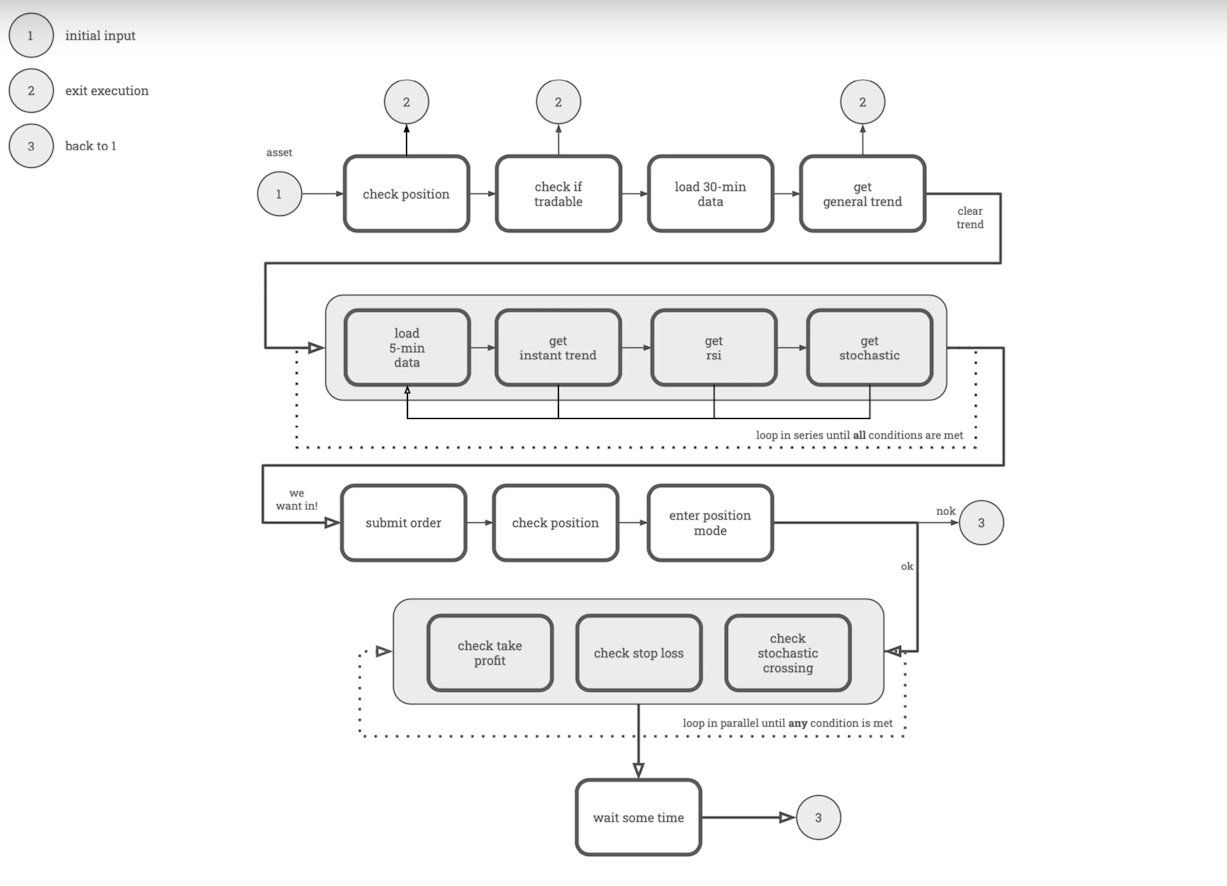 1
initial input
2
exit execution
3
back to 1
2
2
2
asset
1
check position
check if
tradable
load 30-min
data
get
general trend
clear
trend
load
5-min
data
get
instant trend
get
rsi
get
stochastic
loop in series until all conditions are met
we
want in!
submit order
check position
enter position
mode
nok
3
ok
check take
profit
check stop loss
check
stochastic
crossing
loop in parallel until any condition is met
wait some time
3